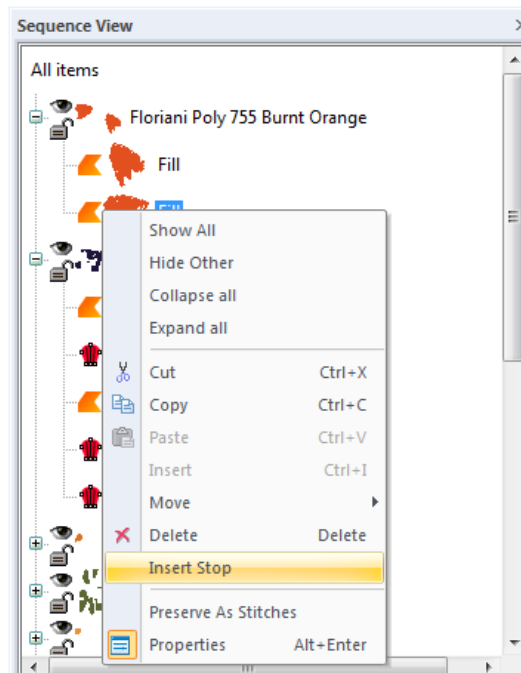 Sequence View
All items
Floriani Poly 755 Burnt Orange
Fill
Fill
Show All
Hide Other
Collapse all
Expand all
Cut Ctrl+X
Copy Ctrl+C
Paste Ctrl+V
Insert Ctrl+I
Move
Delete Delete
Insert Stop
Preserve As Stitches
Properties Alt+Enter